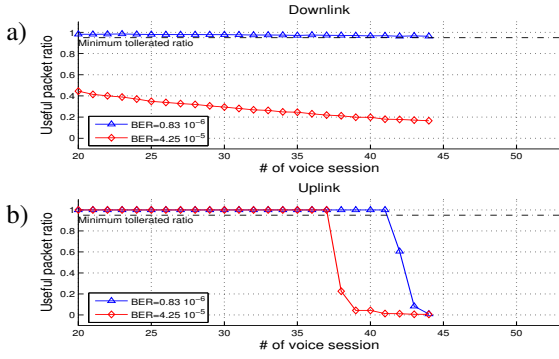 Downlink
a)
Useful packet ratio
1
0.8
0.6
0.4
0.2
0
Minimum tollerated ratio
BER=0.83 10-6
BER=4.25 10-5
20 25 30 35 40 45 50
# of voice session
Uplink
b)
Useful packet ratio
1
0.8
0.6
0.4
0.2
0
Minimum tollerated ratio
BER=0.83 10-6
BER=4.25 10-5
20 25 30 35 40 45 50
# of voice session